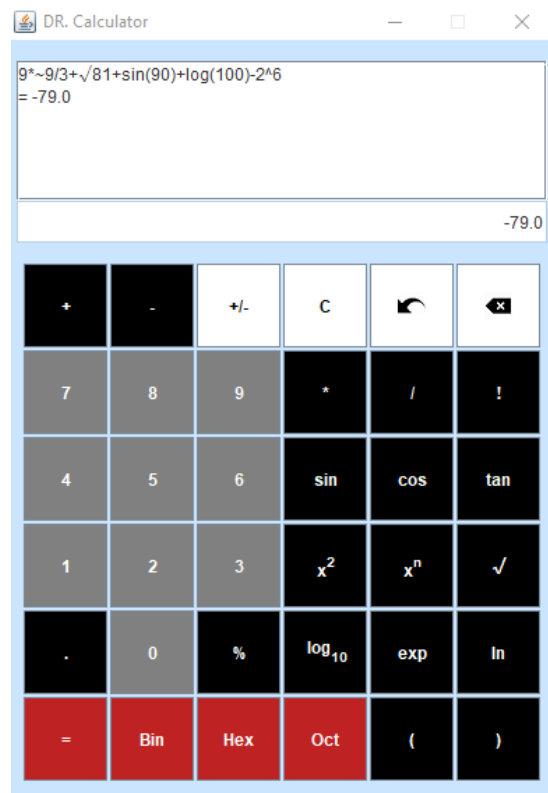 DR. Calculator
9*~9/3+√81+sin(90)+log(100)-2^6
= -79.0
-79.0
+ - +/- C
7 8 9 * / !
4 5 6 sin cos tan
1 2 3 x² xⁿ √
. 0 % log₁₀ exp ln
= Bin Hex Oct ( )